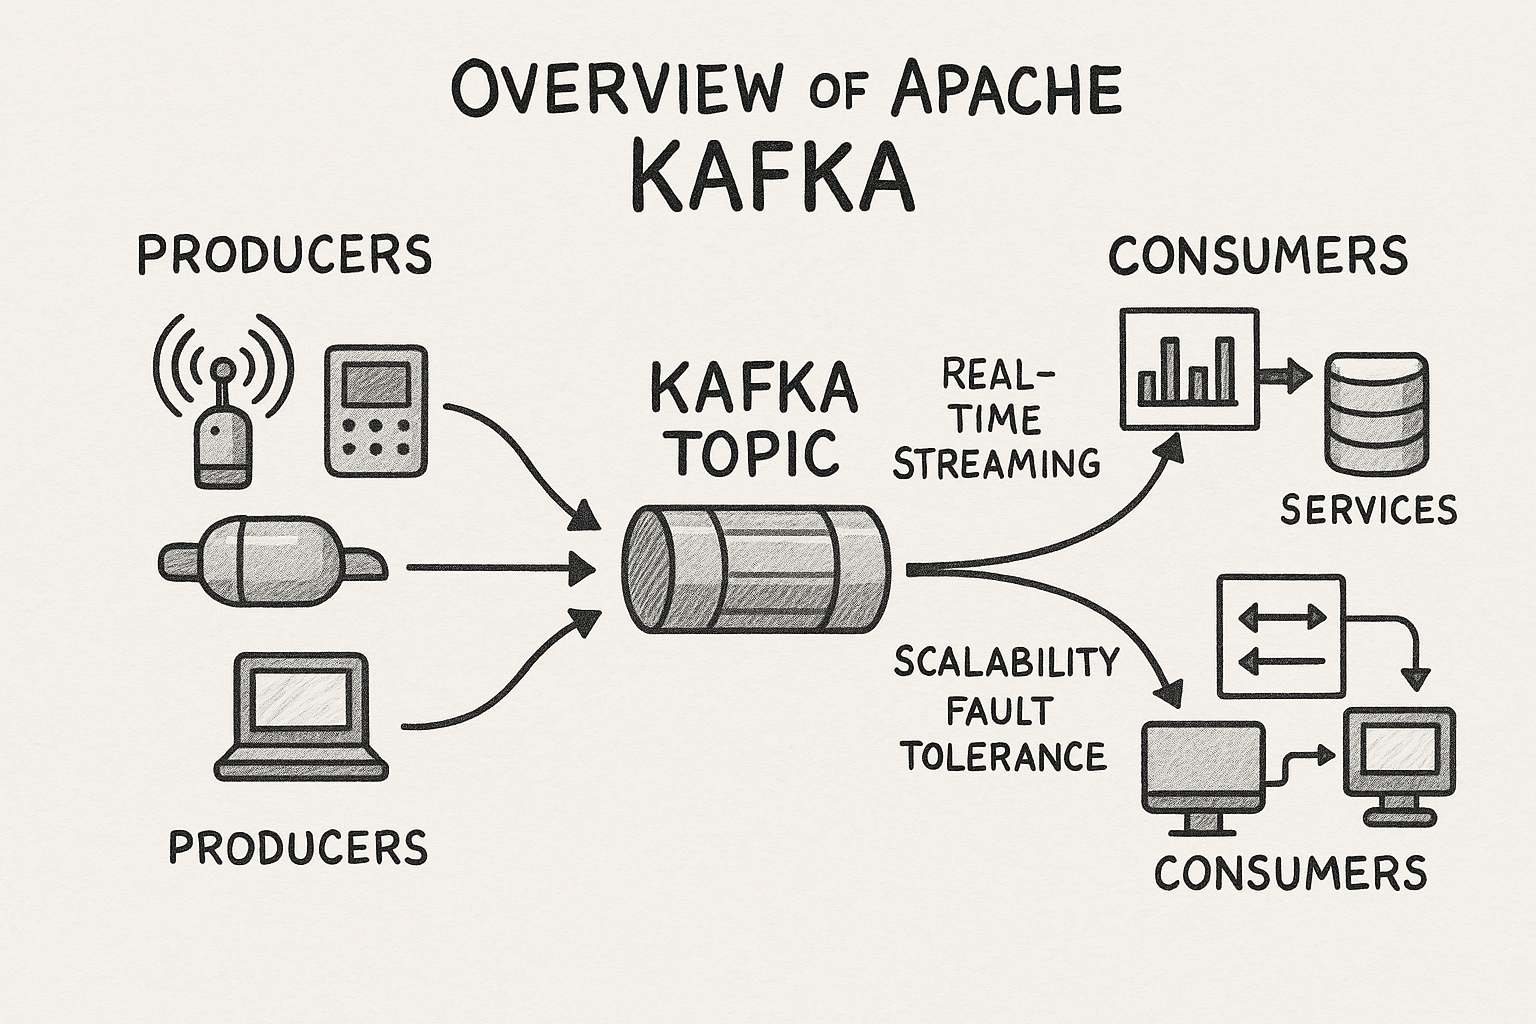 OVERVIEW OF APACHE
KAFKA
PRODUCERS
CONSUMERS
KAFKA
TOPIC
REAL-
TIME
STREAMING
SERVICES
SCALABILITY
FAULT
TOLERANCE
PRODUCERS
CONSUMERS